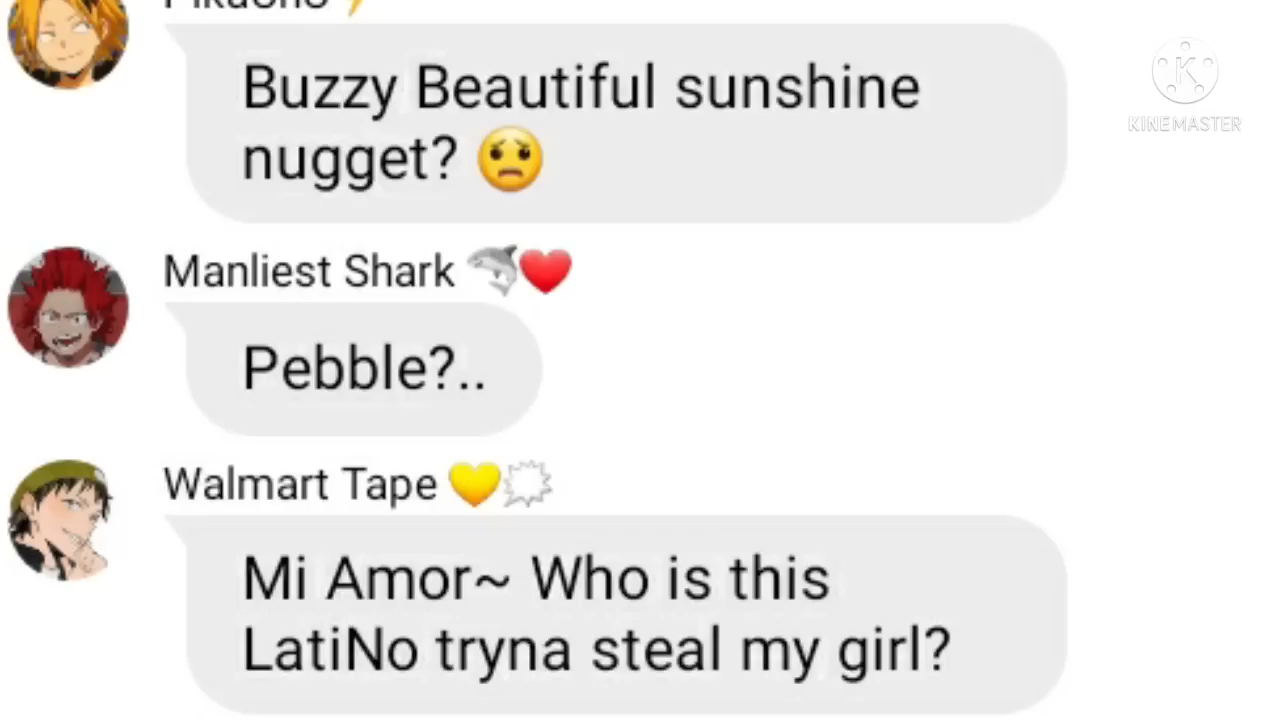 Pikachu⚡
Buzzy Beautiful sunshine
nugget? 😟
Manliest Shark 🦈❤️
Pebble?..
Walmart Tape 💛🗯
Mi Amor~ Who is this
LatiNo tryna steal my girl?
KINEMASTER